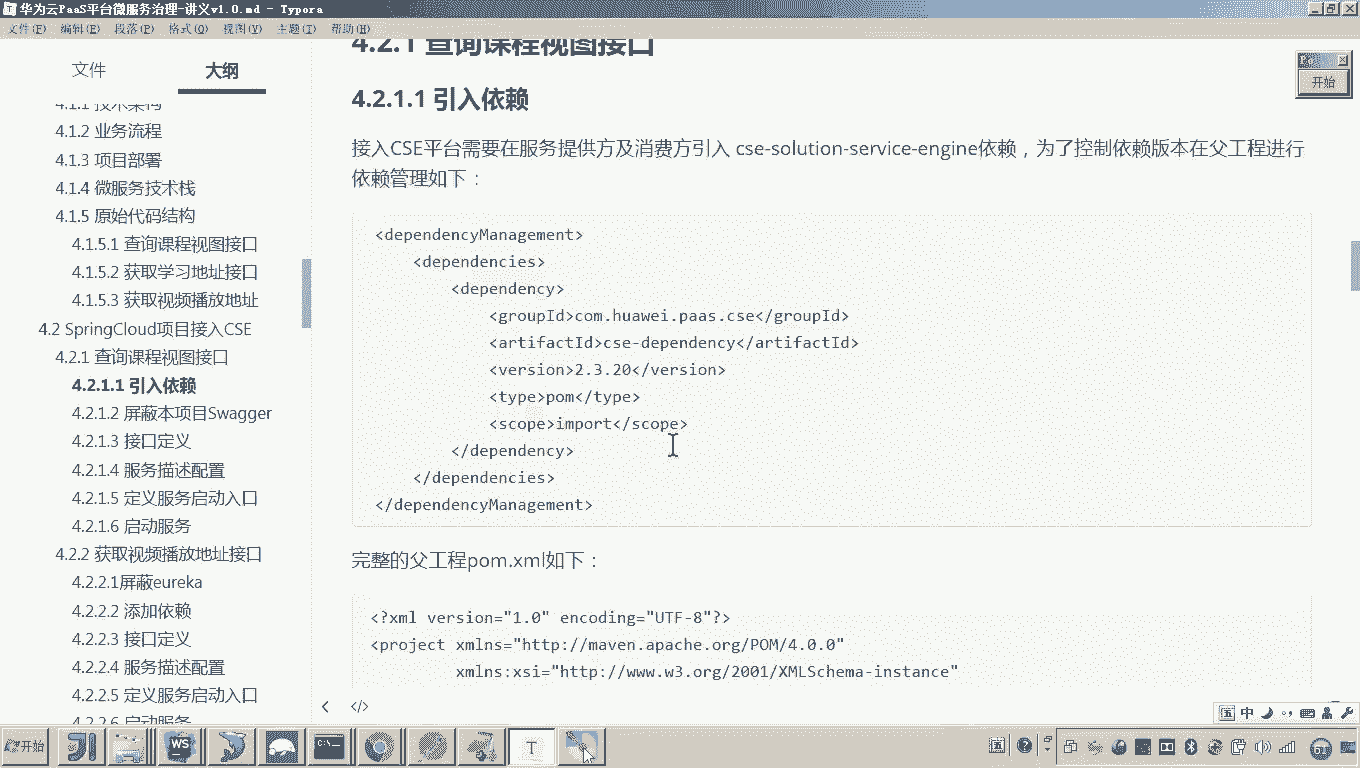 华为云PaaS平台微服务治理-讲义v1.0.md - Typora
文件(F) 编辑(E) 段落(P) 格式(O) 视图(V) 主题(T) 帮助(H)
文件 大纲
4.1.1 技术架构
4.1.2 业务流程
4.1.3 项目部署
4.1.4 微服务技术栈
4.1.5 原始代码结构
4.1.5.1 查询课程视图接口
4.1.5.2 获取学习地址接口
4.1.5.3 获取视频播放地址
4.2 SpringCloud项目接入CSE
4.2.1 查询课程视图接口
4.2.1.1 引入依赖
4.2.1.2 屏蔽本项目Swagger
4.2.1.3 接口定义
4.2.1.4 服务描述配置
4.2.1.5 定义服务启动入口
4.2.1.6 启动服务
4.2.2 获取视频播放地址接口
4.2.2.1屏蔽eureka
4.2.2.2 添加依赖
4.2.2.3 接口定义
4.2.2.4 服务描述配置
4.2.2.5 定义服务启动入口
4.2.2.6 启动服务
4.2.1 查询课程视图接口
4.2.1.1 引入依赖
接入CSE平台需要在服务提供方及消费方引入 cse-solution-service-engine依赖，为了控制依赖版本在父工程进行
依赖管理如下：
<dependencyManagement>
<dependencies>
<dependency>
<groupId>com.huawei.paas.cse</groupId>
<artifactId>cse-dependency</artifactId>
<version>2.3.20</version>
<type>pom</type>
<scope>import</scope>
</dependency>
</dependencies>
</dependencyManagement>
完整的父工程pom.xml如下：
<?xml version="1.0" encoding="UTF-8"?>
<project xmlns="http://maven.apache.org/POM/4.0.0"
xmlns:xsi="http://www.w3.org/2001/XMLSchema-instance"
</>
开始
五 中
开始
WS
C:\_
T
五
61